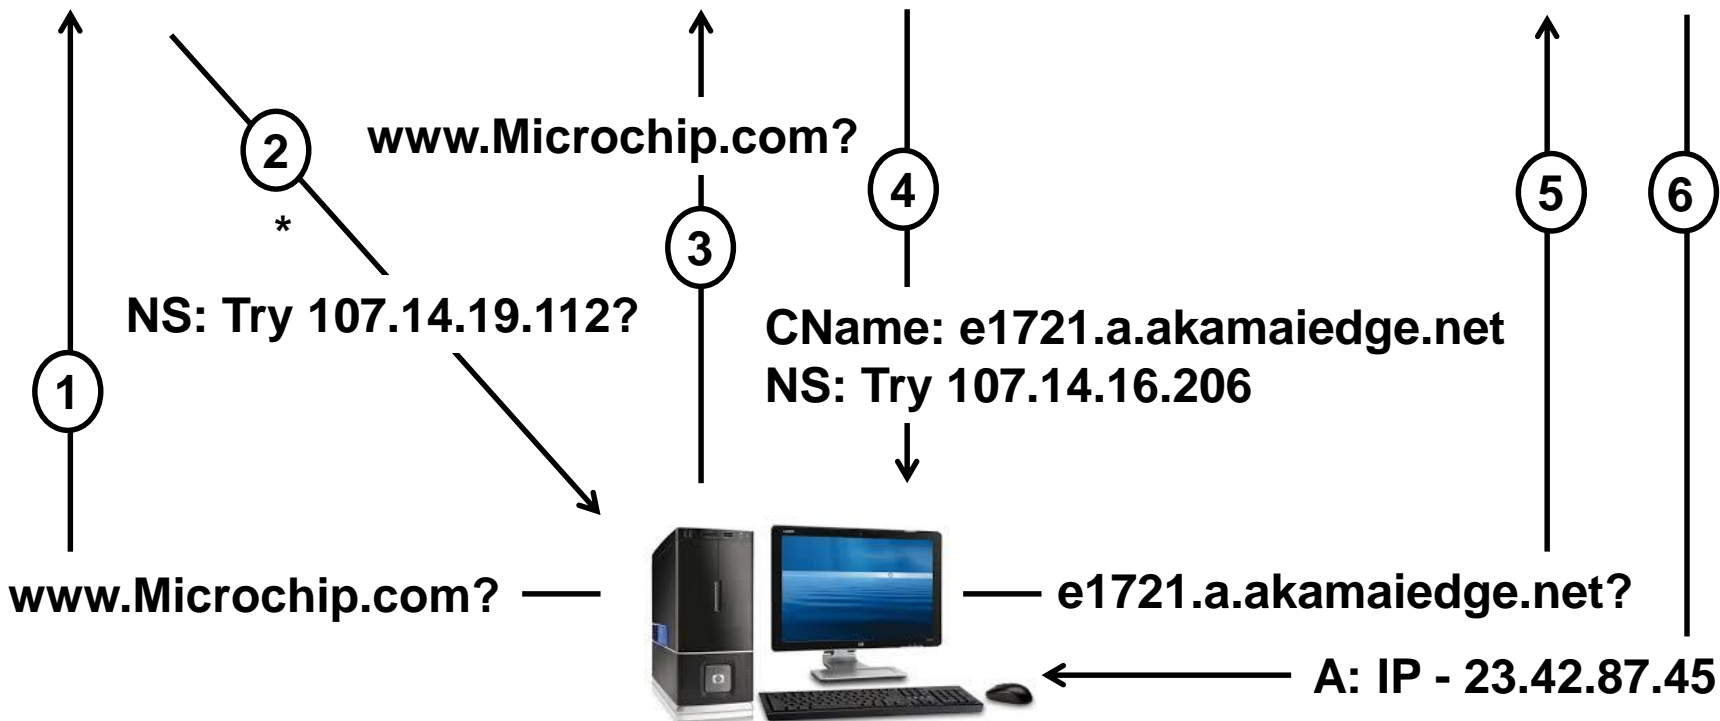 www.Microchip.com?
2
4
5
6
*
3
NS: Try 107.14.19.112?
CName: e1721.a.akamaiedge.net
NS: Try 107.14.16.206
1
www.Microchip.com?
e1721.a.akamaiedge.net?
A: IP - 23.42.87.45